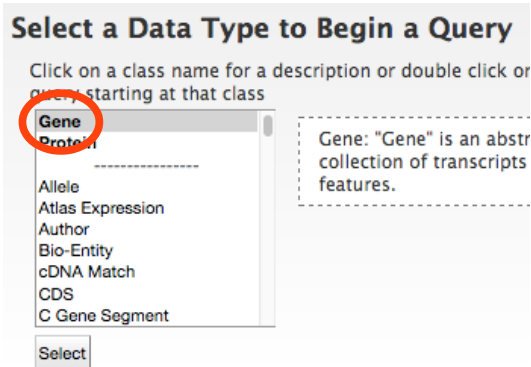 Select a Data Type to Begin a Query
Click on a class name for a description or double click or
query starting at that class
Gene
Protein
----------------
Allele
Atlas Expression
Author
Bio-Entity
cDNA Match
CDS
C Gene Segment
Gene: "Gene" is an abstr
collection of transcripts
features.
Select